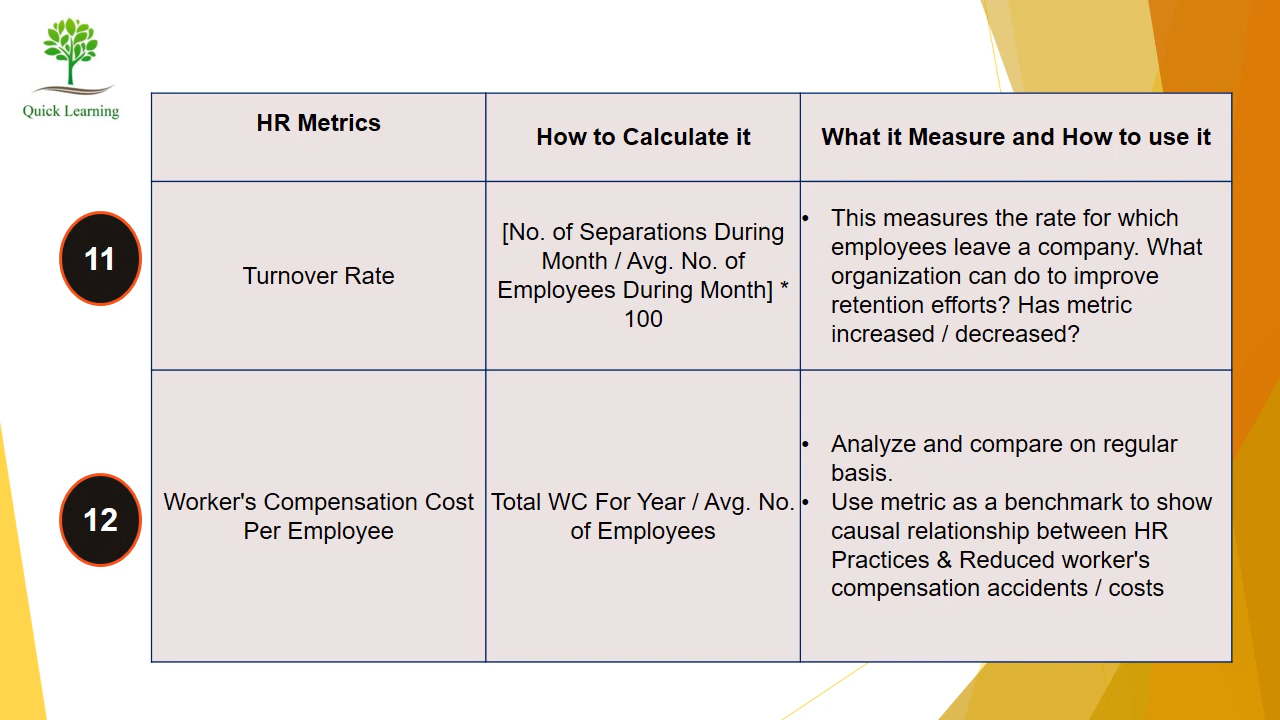 Quick Learning
HR Metrics
How to Calculate it
What it Measure and How to use it
11
Turnover Rate
[No. of Separations During
Month / Avg. No. of
Employees During Month] *
100
• This measures the rate for which
employees leave a company. What
organization can do to improve
retention efforts? Has metric
increased / decreased?
12
Worker's Compensation Cost
Per Employee
Total WC For Year / Avg. No.
of Employees
• Analyze and compare on regular
basis.
• Use metric as a benchmark to show
causal relationship between HR
Practices & Reduced worker's
compensation accidents / costs